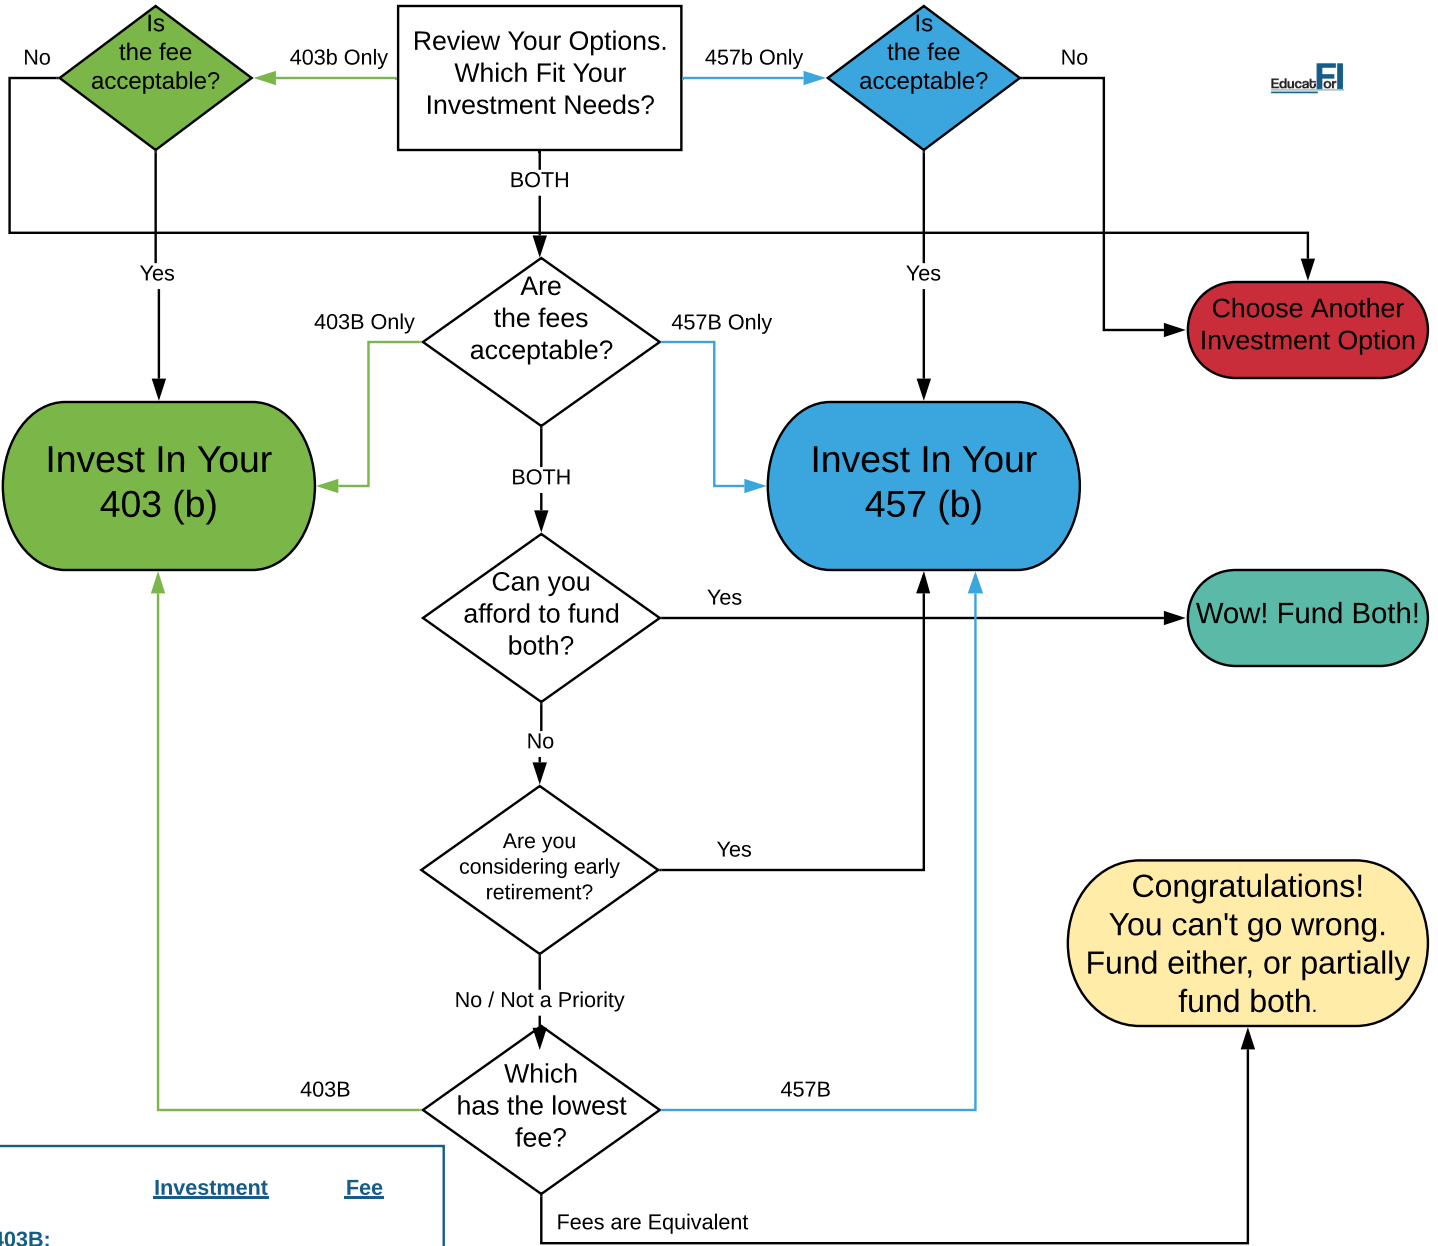 Is
the fee
acceptable?
No
403b Only
Review Your Options.
Which Fit Your
Investment Needs?
457b Only
Is
the fee
acceptable?
No
EducatorFI
BOTH
Yes
Yes
Are
the fees
acceptable?
403B Only
457B Only
Choose Another
Investment Option
Invest In Your
403 (b)
Invest In Your
457 (b)
BOTH
Can you
afford to fund
both?
Yes
Wow! Fund Both!
No
Are you
considering early
retirement?
Yes
Congratulations!
You can't go wrong.
Fund either, or partially
fund both.
No / Not a Priority
Which
has the lowest
fee?
403B
457B
Investment Fee
403B:
Fees are Equivalent